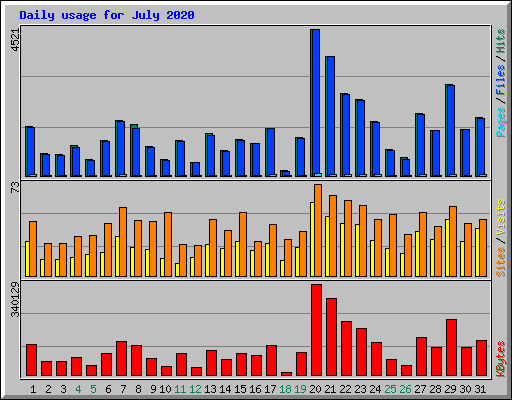 Daily usage for July 2020
4521
Pages / Files / Hits
73
Sites / Visits
340129
KBytes
1 2 3 4 5 6 7 8 9 10 11 12 13 14 15 16 17 18 19 20 21 22 23 24 25 26 27 28 29 30 31